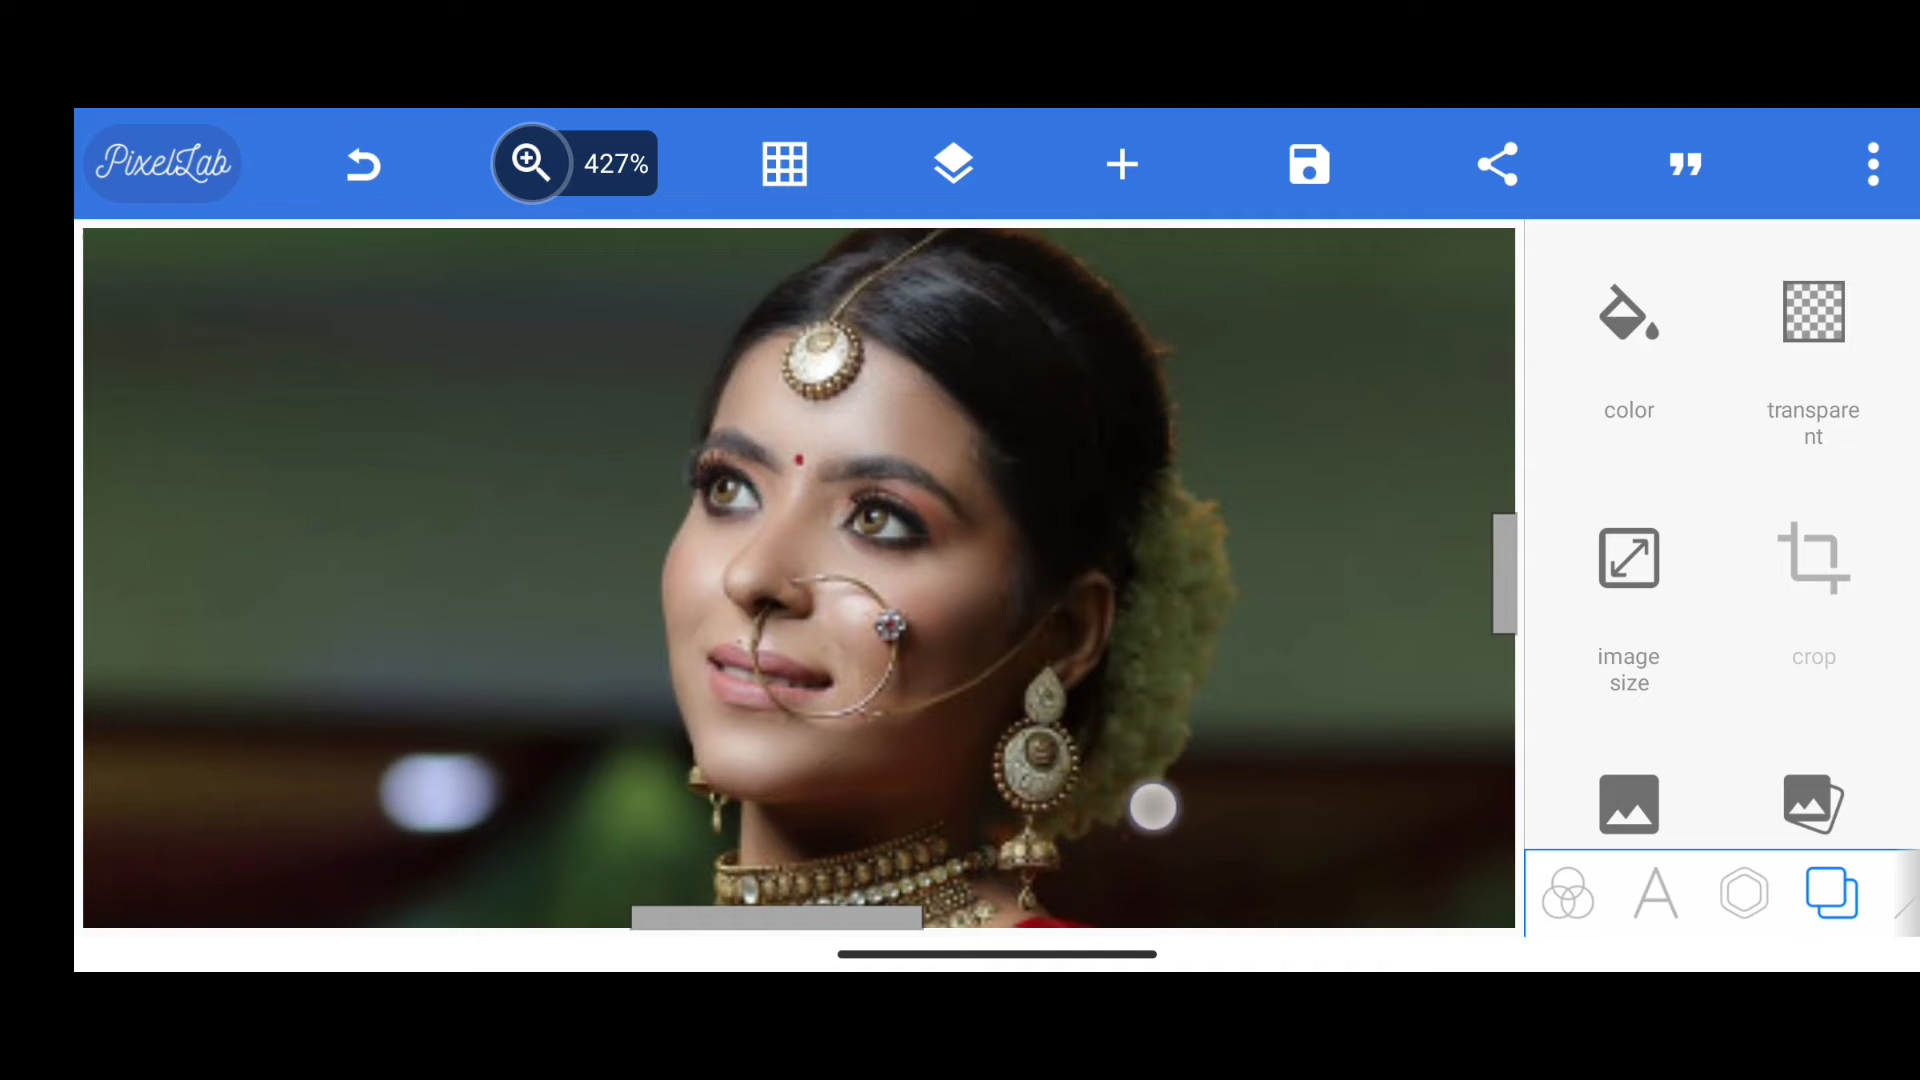 PixelLab
427%
color
transpare
nt
image
size
crop